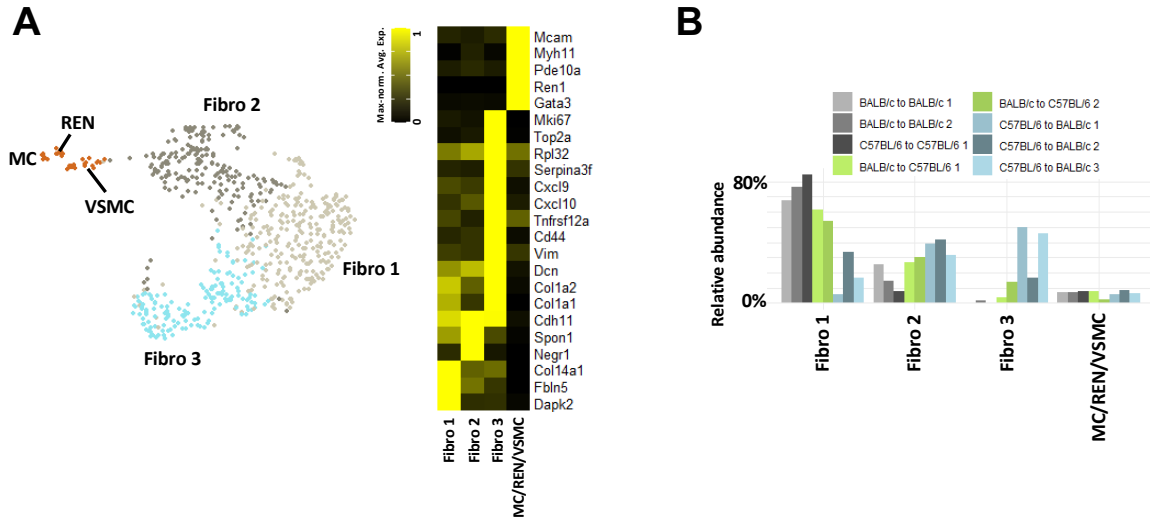 A
Fibro 2
REN
MC
VSMC
Fibro 1
Fibro 3
Max-norm. Avg. Exp.
1
0
Mcam
Myh11
Pde10a
Ren1
Gata3
Mki67
Top2a
Rpl32
Serpina3f
Cxcl9
Cxcl10
Tnfrsf12a
Cd44
Vim
Dcn
Col1a2
Col1a1
Cdh11
Spon1
Negr1
Col14a1
Fbln5
Dapk2
Fibro 1
Fibro 2
Fibro 3
MC/REN/VSMC
B
BALB/c to BALB/c 1
BALB/c to BALB/c 2
C57BL/6 to C57BL/6 1
BALB/c to C57BL/6 1
BALB/c to C57BL/6 2
C57BL/6 to BALB/c 1
C57BL/6 to BALB/c 2
C57BL/6 to BALB/c 3
Relative abundance
80%
0%
Fibro 1
Fibro 2
Fibro 3
MC/REN/VSMC